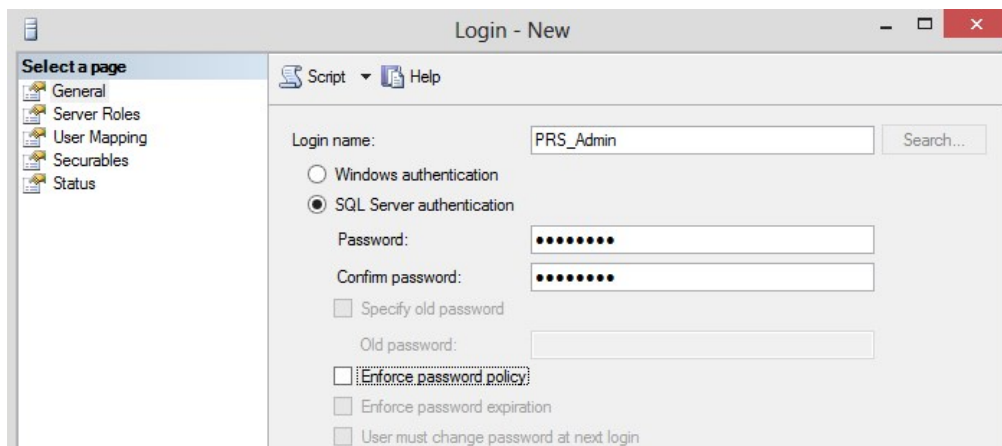 Login - New
Select a page
General
Server Roles
User Mapping
Securables
Status
Script Help
Login name: PRS_Admin Search...
Windows authentication
SQL Server authentication
Password: ••••••••
Confirm password: ••••••••
Specify old password
Old password:
Enforce password policy
Enforce password expiration
User must change password at next login